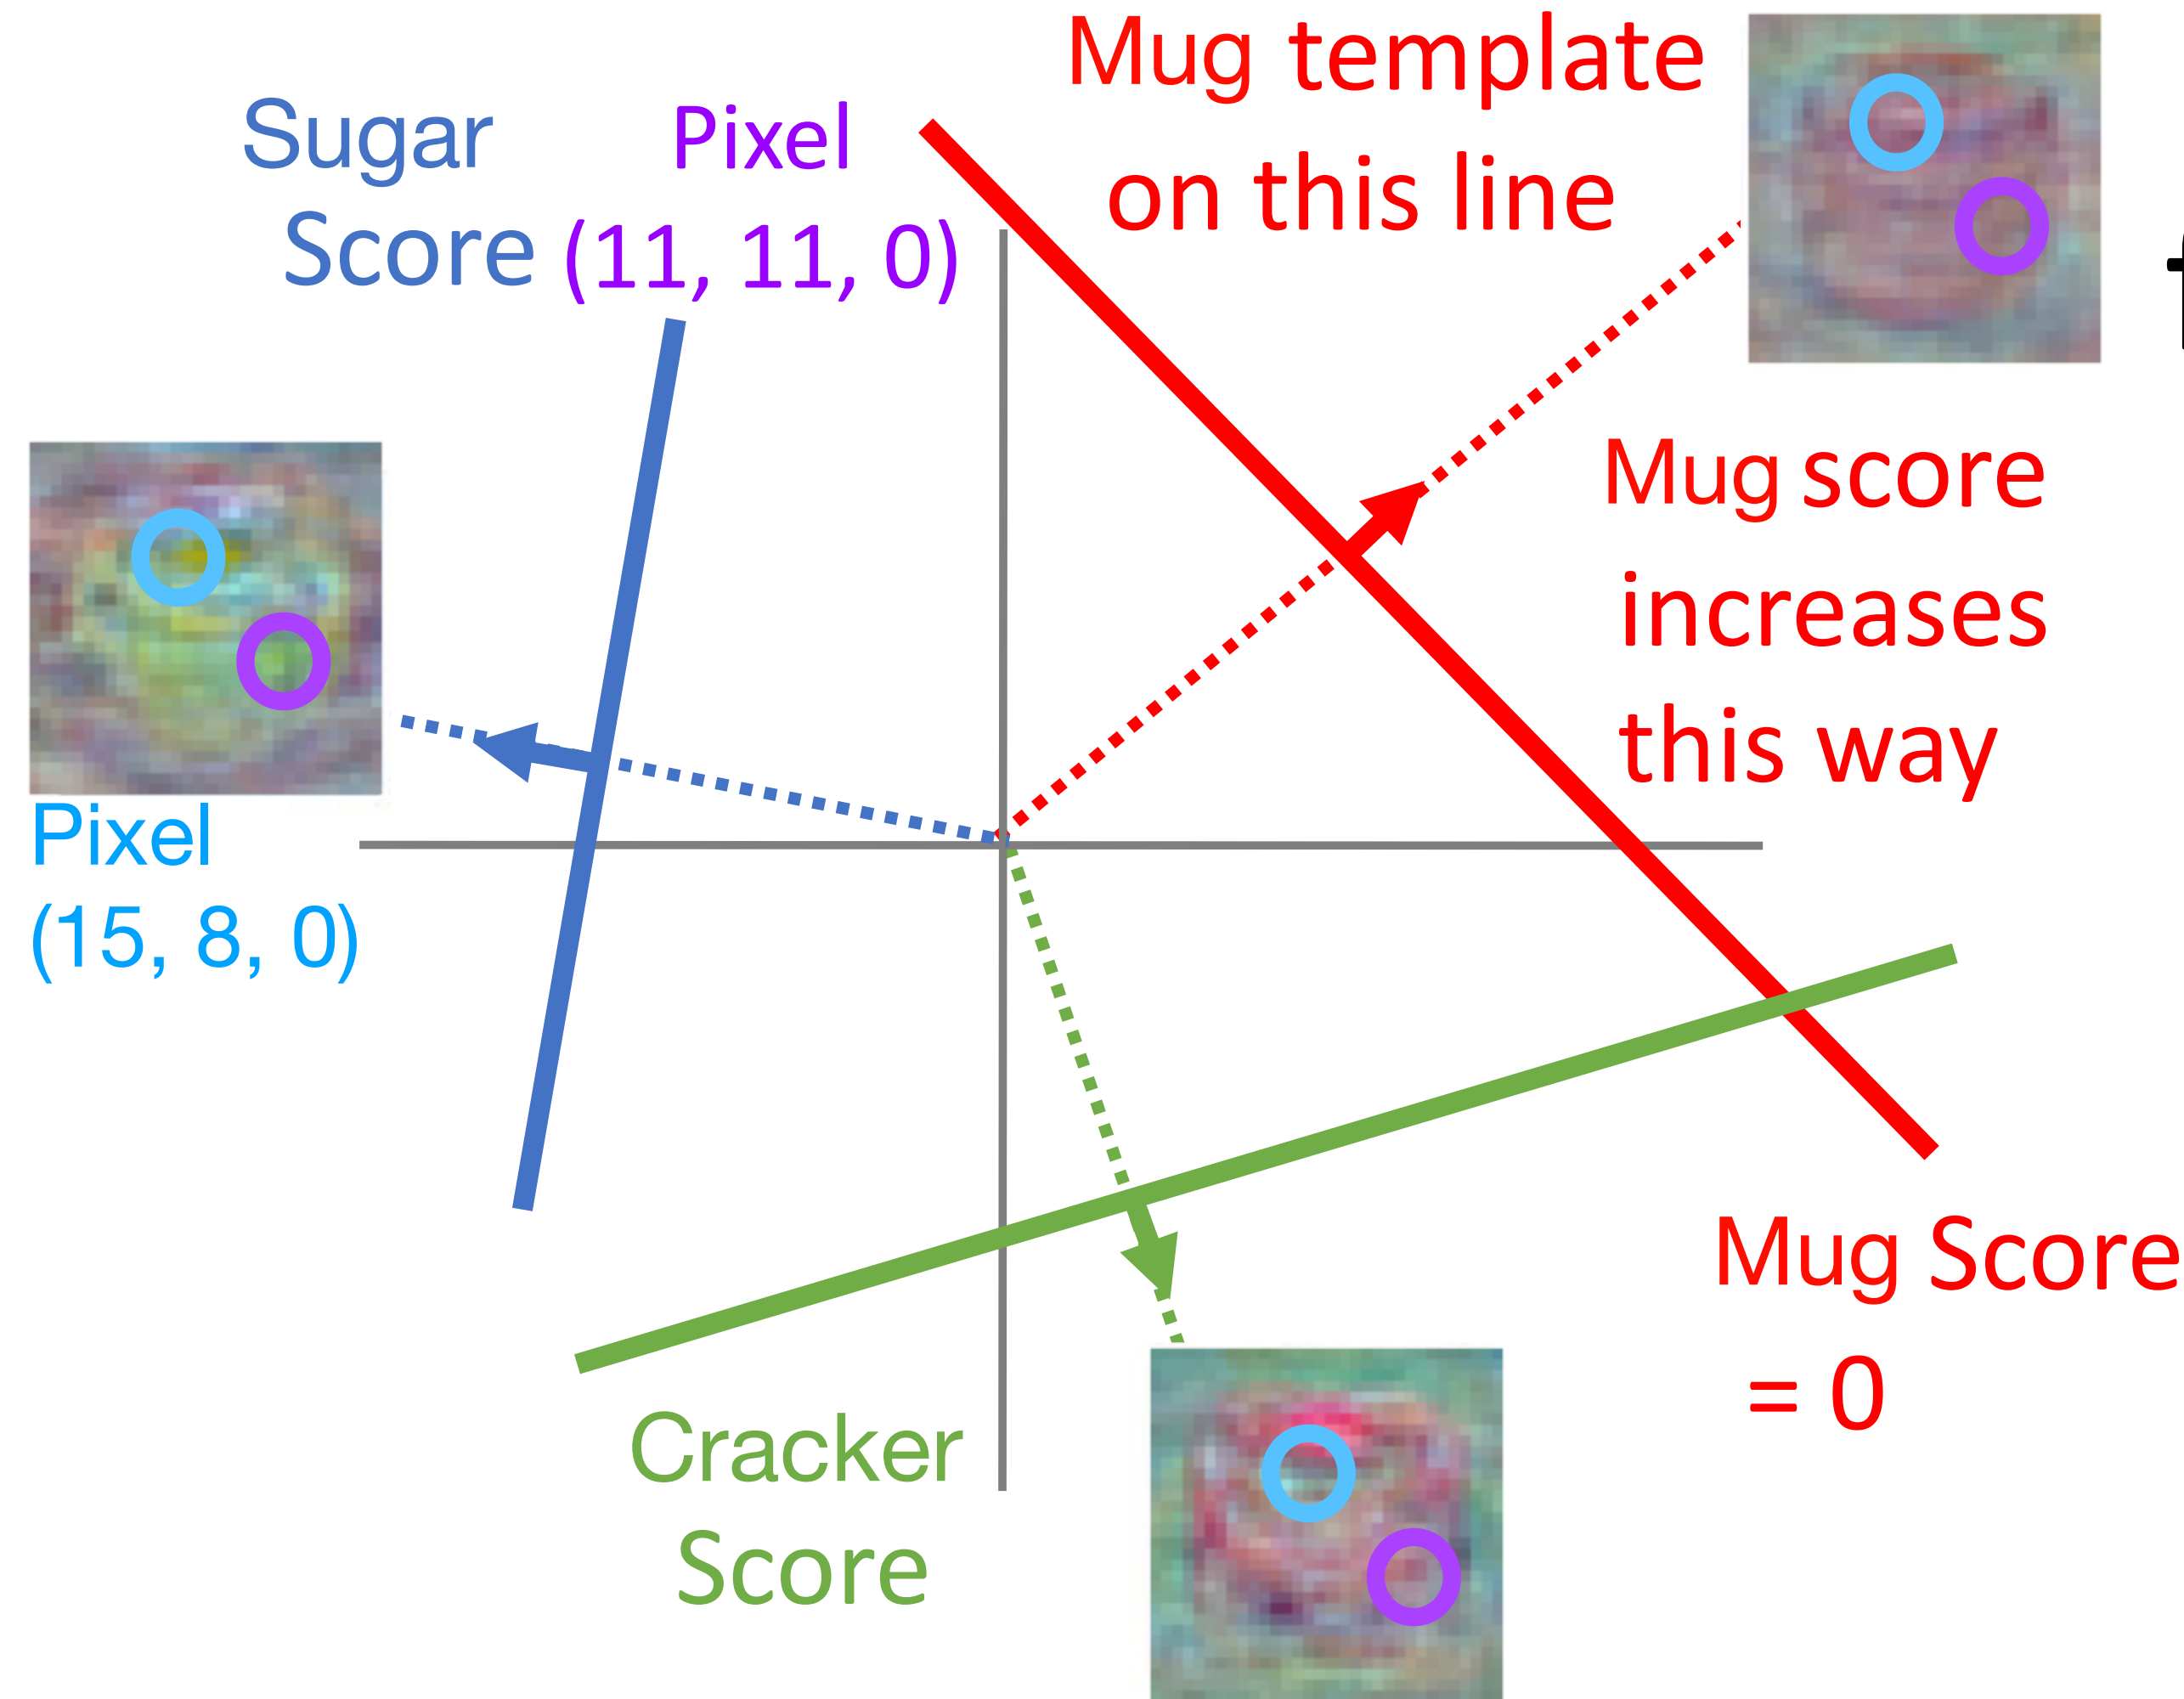 Mug template
on this line
Sugar
Score
Pixel
(11, 11, 0)
Mug score
increases
this way
Pixel
(15, 8, 0)
Mug Score
= 0
Cracker
Score